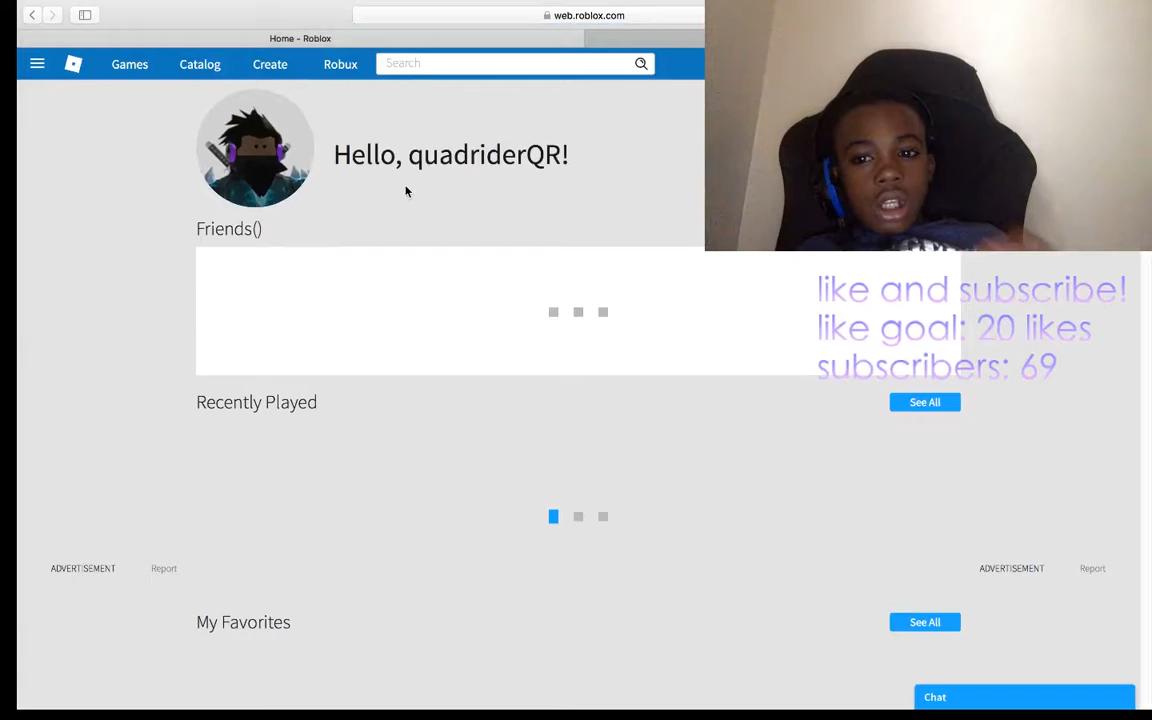 web.roblox.com
Home - Roblox
Games Catalog Create Robux Search
Hello, quadriderQR!
Friends()
like and subscribe!
like goal: 20 likes
subscribers: 69
Recently Played See All
ADVERTISEMENT Report ADVERTISEMENT Report
My Favorites See All
Chat